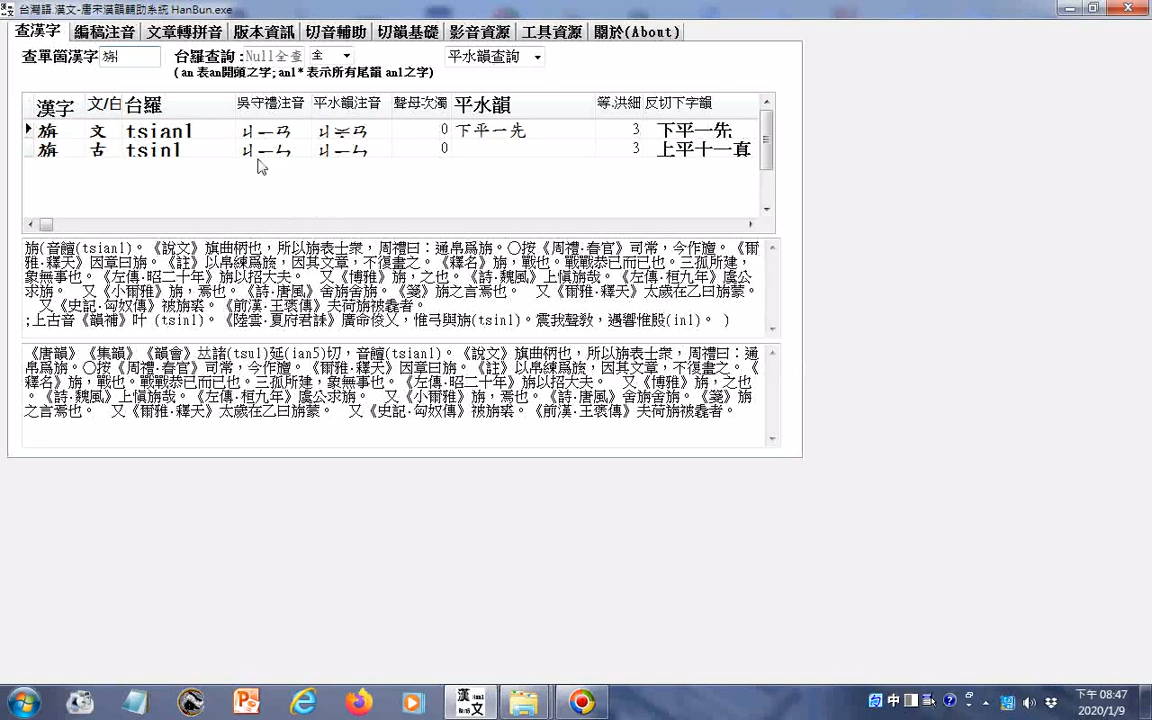 台灣語.漢文-唐宋漢韻輔助系統 HanBun.exe
查漢字 編稿注音 文章轉拼音 版本資訊 切音輔助 切韻基礎 影音資源 工具資源 關於(About)
查單箇漢字 旃 台羅查詢: Null全查 全 平水韻查詢
( an 表an開頭之字; an1* 表示所有尾韻 an1之字)
漢字 文/白 台羅 吳守禮注音 平水韻注音 聲母次濁 平水韻 等.洪細 反切下字韻
旃 文 tsian1 0 下平一先 3 下平一先
旃 古 tsin1 ㄐㄧㄣ ㄐㄧㄣ 0 3 上平十一真
旃(音饘(tsian1)。《說文》旗曲柄也，所以旃表士衆，周禮曰：通帛爲旃。〇按《周禮·春官》司常，今作旜。《爾
雅·釋天》因章曰旃。《註》以帛練爲旒，因其文章，不復畫之。《釋名》旃，戰也。戰戰恭已而已也。三孤所建，
象無事也。《左傳·昭二十年》旃以招大夫。 又《博雅》旃，之也。《詩·魏風》上愼旃哉。《左傳·桓九年》虞公
求旃。 又《小爾雅》旃，焉也。《詩·唐風》舍旃舍旃。《箋》旃之言焉也。 又《爾雅·釋天》太歲在乙曰旃蒙。
又《史記·匈奴傳》被旃裘。《前漢·王褒傳》夫荷旃被毳者。
;上古音《韻補》叶 (tsin1)。《陸雲·夏府君誄》廣命俊乂，惟弓與旃(tsin1)。震我聲敎，遇響惟殷(in1)。 )
《唐韻》《集韻》《韻會》𠀤諸(tsu1)延(ian5)切，音饘(tsian1)。《說文》旗曲柄也，所以旃表士衆，周禮曰：通
帛爲旃。〇按《周禮·春官》司常，今作旜。《爾雅·釋天》因章曰旃。《註》以帛練爲旒，因其文章，不復畫之。《
釋名》旃，戰也。戰戰恭已而已也。三孤所建，象無事也。《左傳·昭二十年》旃以招大夫。 又《博雅》旃，之也
。《詩·魏風》上愼旃哉。《左傳·桓九年》虞公求旃。 又《小爾雅》旃，焉也。《詩·唐風》舍旃舍旃。《箋》旃
之言焉也。 又《爾雅·釋天》太歲在乙曰旃蒙。 又《史記·匈奴傳》被旃裘。《前漢·王褒傳》夫荷旃被毳者。
漢文
中
下午 08:47
2020/1/9